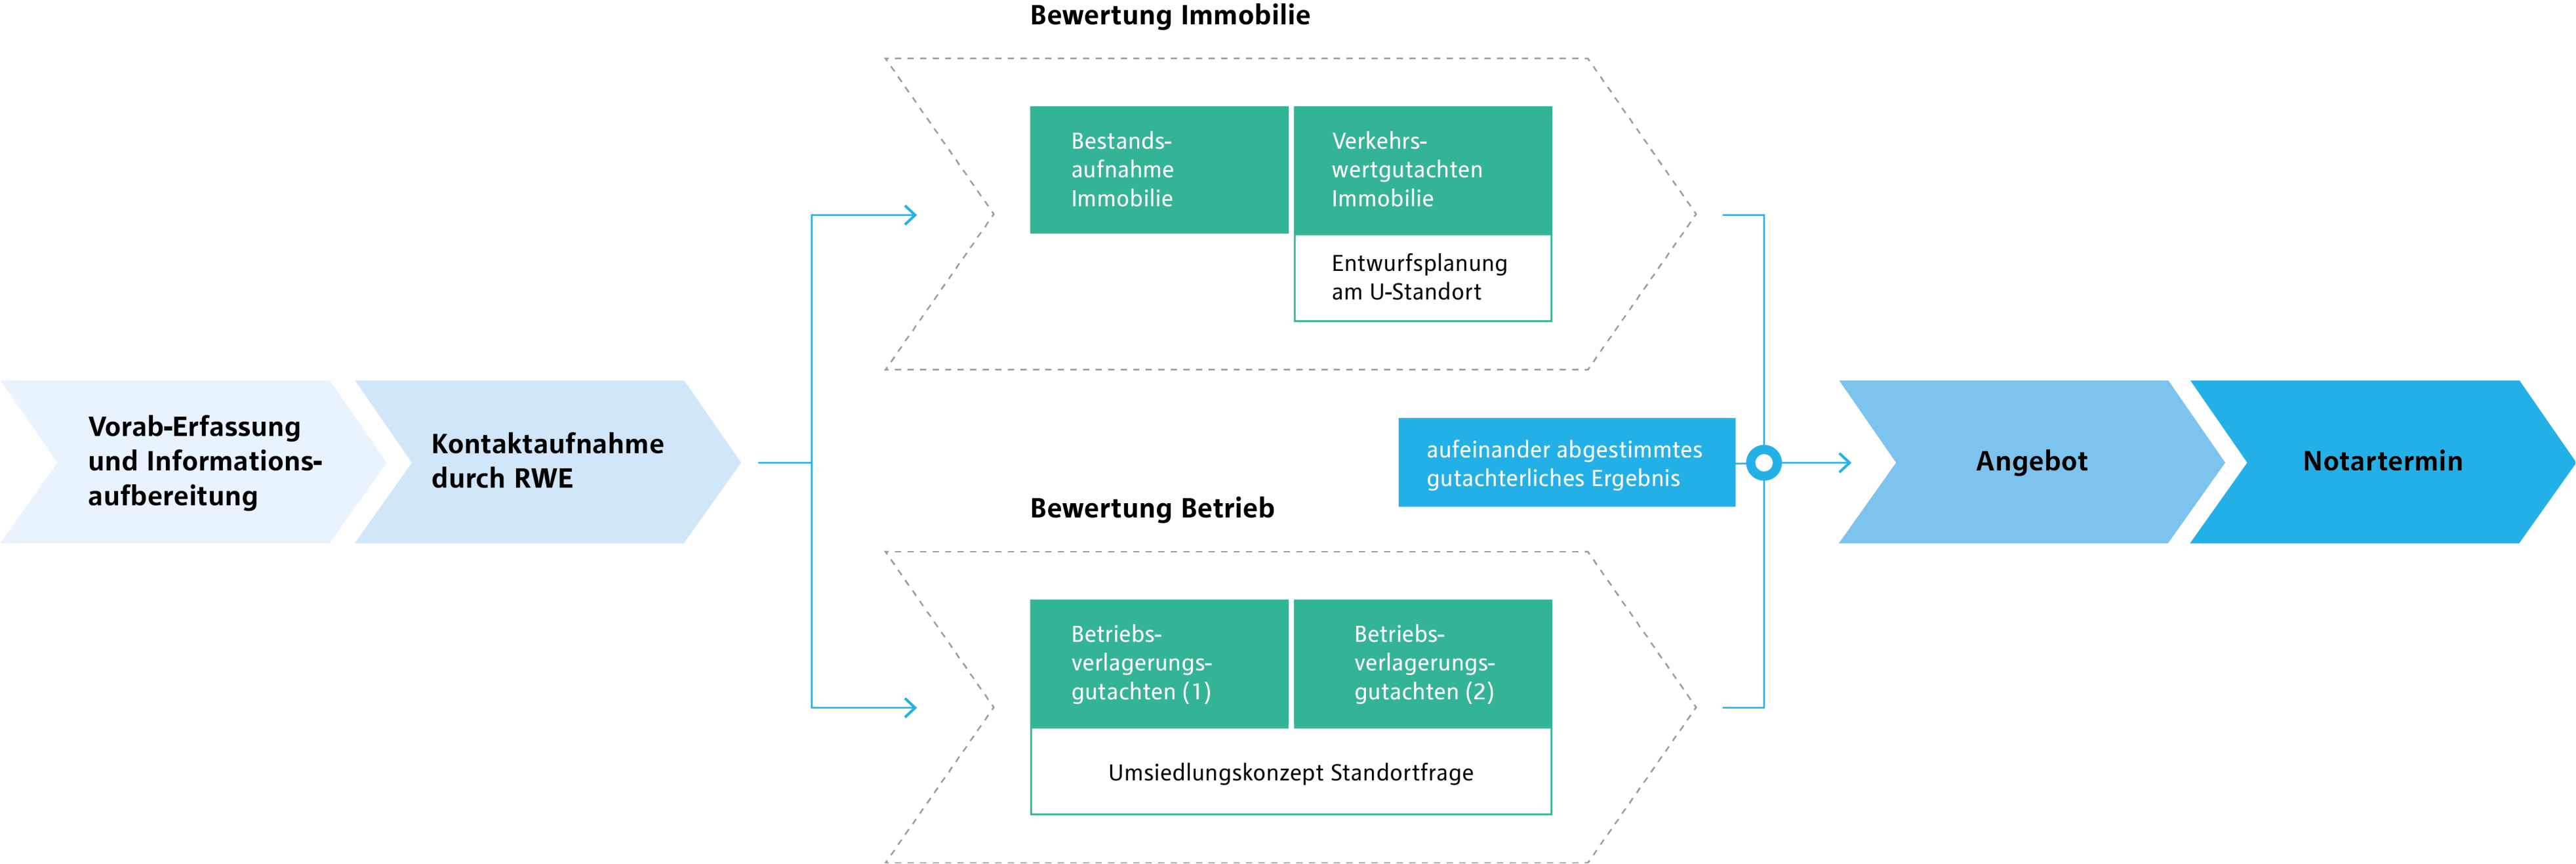 Bewertung Immobilie
Bestands-
aufnahme
Immobilie
Verkehrs-
wertgutachten
Immobilie
Entwurfsplanung
am U-Standort
Vorab-Erfassung
und Informations-
aufbereitung
Kontaktaufnahme
durch RWE
aufeinander abgestimmtes
gutachterliches Ergebnis
Angebot
Notartermin
Bewertung Betrieb
Betriebs-
verlagerungs-
gutachten (1)
Betriebs-
verlagerungs-
gutachten (2)
Umsiedlungskonzept Standortfrage